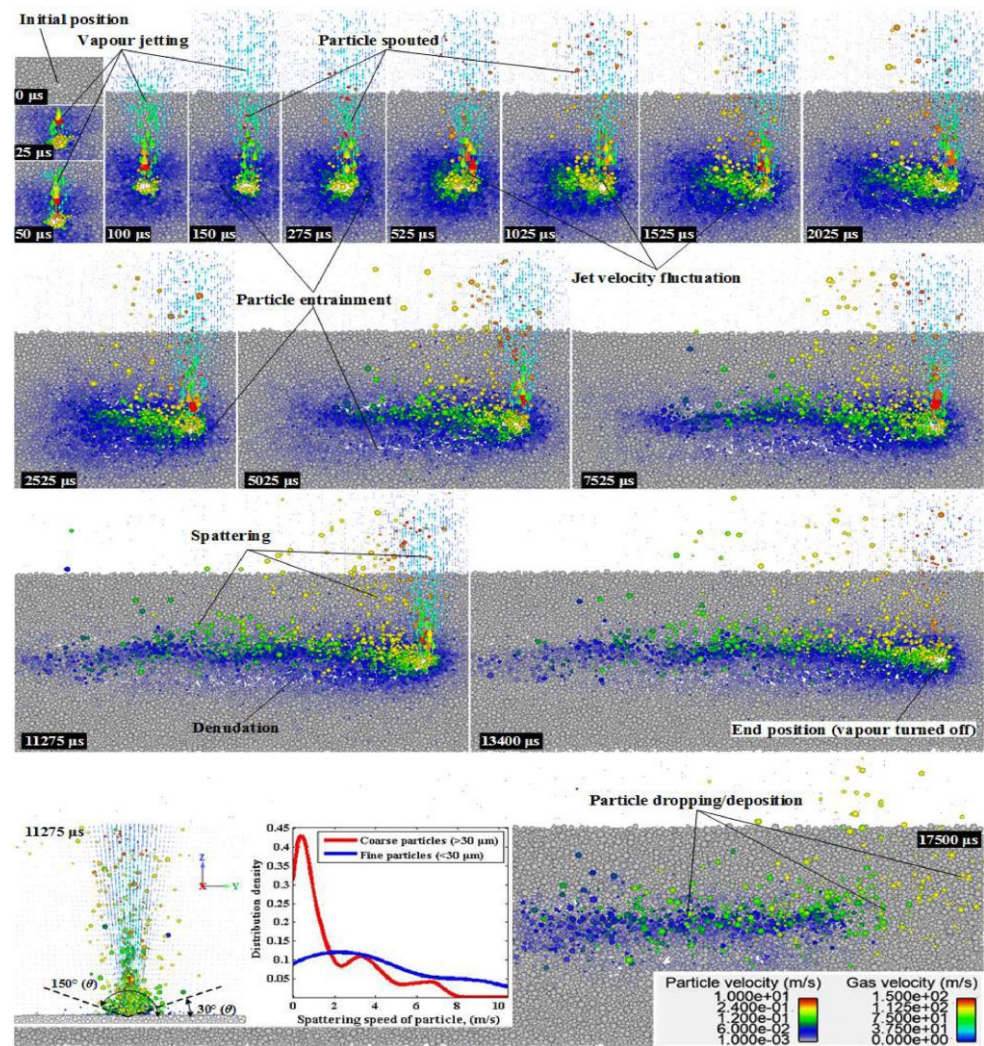 Initial position
Vapour jetting
Particle spouted
0 µs
25 µs
50 µs
100 µs
150 µs
275 µs
525 µs
1025 µs
1525 µs
2025 µs
Particle entrainment
Jet velocity fluctuation
2525 µs
5025 µs
7525 µs
Spattering
Denudation
11275 µs
13400 µs
End position (vapour turned off)
Particle dropping/deposition
11275 µs
Z
X
Y
150° (θ)
30° (θ)
0.45
0.4
0.35
0.3
0.25
0.2
0.15
0.1
0.05
Distribution density
Coarse particles (>30 µm)
Fine particles (<30 µm)
0
2
4
6
8
10
Spattering speed of particle, (m/s)
17500 µs
Particle velocity (m/s)
1.000e+01
2.400e-01
1.200e-01
6.000e-02
1.000e-03
Gas velocity (m/s)
1.500e+02
1.125e+02
7.500e+01
3.750e+01
0.000e+00